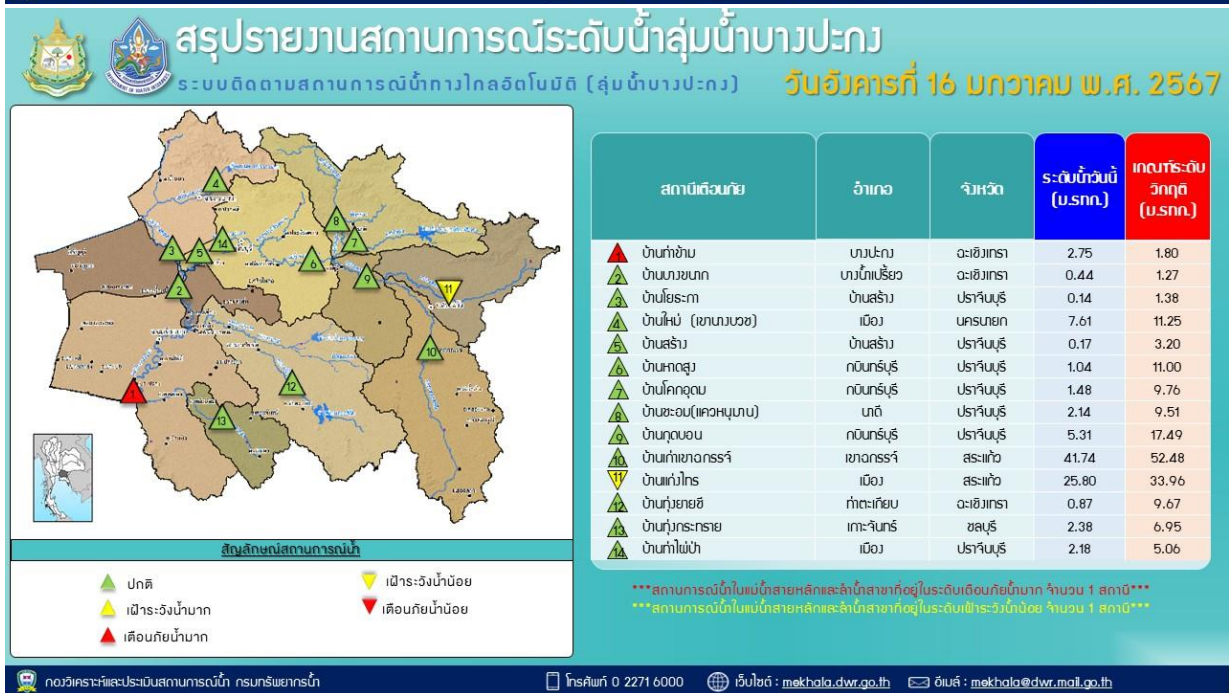 สรุปรายงานสถานการณ์ระดับน้ำลุ่มน้ำบางปะกง
ระบบติดตามสถานการณ์น้ำทางไกลอัตโนมัติ (ลุ่มน้ำบางปะกง)
วันอังคารที่ 16 มกราคม พ.ศ. 2567
สถานีเตือนภัย อำเภอ จังหวัด ระดับน้ำวันนี้ (ม.รทก.) เกณฑ์ระดับวิกฤติ (ม.รทก.)
1 บ้านท่าข้าม บางปะกง ฉะเชิงเทรา 2.75 1.80
2 บ้านบางขนาก บางน้ำเปรี้ยว ฉะเชิงเทรา 0.44 1.27
3 บ้านโยธะกา บ้านสร้าง ปราจีนบุรี 0.14 1.38
4 บ้านใหม่ (เขานางบวช) เมือง นครนายก 7.61 11.25
5 บ้านสร้าง บ้านสร้าง ปราจีนบุรี 0.17 3.20
6 บ้านหาดสูง กบินทร์บุรี ปราจีนบุรี 1.04 11.00
7 บ้านโคกอุดม กบินทร์บุรี ปราจีนบุรี 1.48 9.76
8 บ้านซะอม(แควหนุมาน) นาดี ปราจีนบุรี 2.14 9.51
9 บ้านกุดบอน กบินทร์บุรี ปราจีนบุรี 5.31 17.49
10 บ้านเก่าเขาฉกรรจ์ เขาฉกรรจ์ สระแก้ว 41.74 52.48
11 บ้านแก่งไทร เมือง สระแก้ว 25.80 33.96
12 บ้านทุ่งยายชี ท่าตะเกียบ ฉะเชิงเทรา 0.87 9.67
13 บ้านทุ่งกระทราย เกาะจันทร์ ชลบุรี 2.38 6.95
14 บ้านท่าไผ่ป่า เมือง ปราจีนบุรี 2.18 5.06
***สถานการณ์น้ำในแม่น้ำสายหลักและลำน้ำสาขาที่อยู่ในระดับเตือนภัยน้ำมาก จำนวน 1 สถานี***
***สถานการณ์น้ำในแม่น้ำสายหลักและลำน้ำสาขาที่อยู่ในระดับเฝ้าระวังน้ำน้อย จำนวน 1 สถานี***
4
8
3
5
14
7
6
9
2
11
10
12
1
13
สัญลักษณ์สถานการณ์น้ำ
ปกติ
เฝ้าระวังน้ำมาก
เตือนภัยน้ำมาก
เฝ้าระวังน้ำน้อย
เตือนภัยน้ำน้อย
กองวิเคราะห์และประเมินสถานการณ์น้ำ กรมทรัพยากรน้ำ โทรศัพท์ 0 2271 6000 เว็บไซต์ : mekhala.dwr.go.th อีเมล์ : mekhala@dwr.mail.go.th